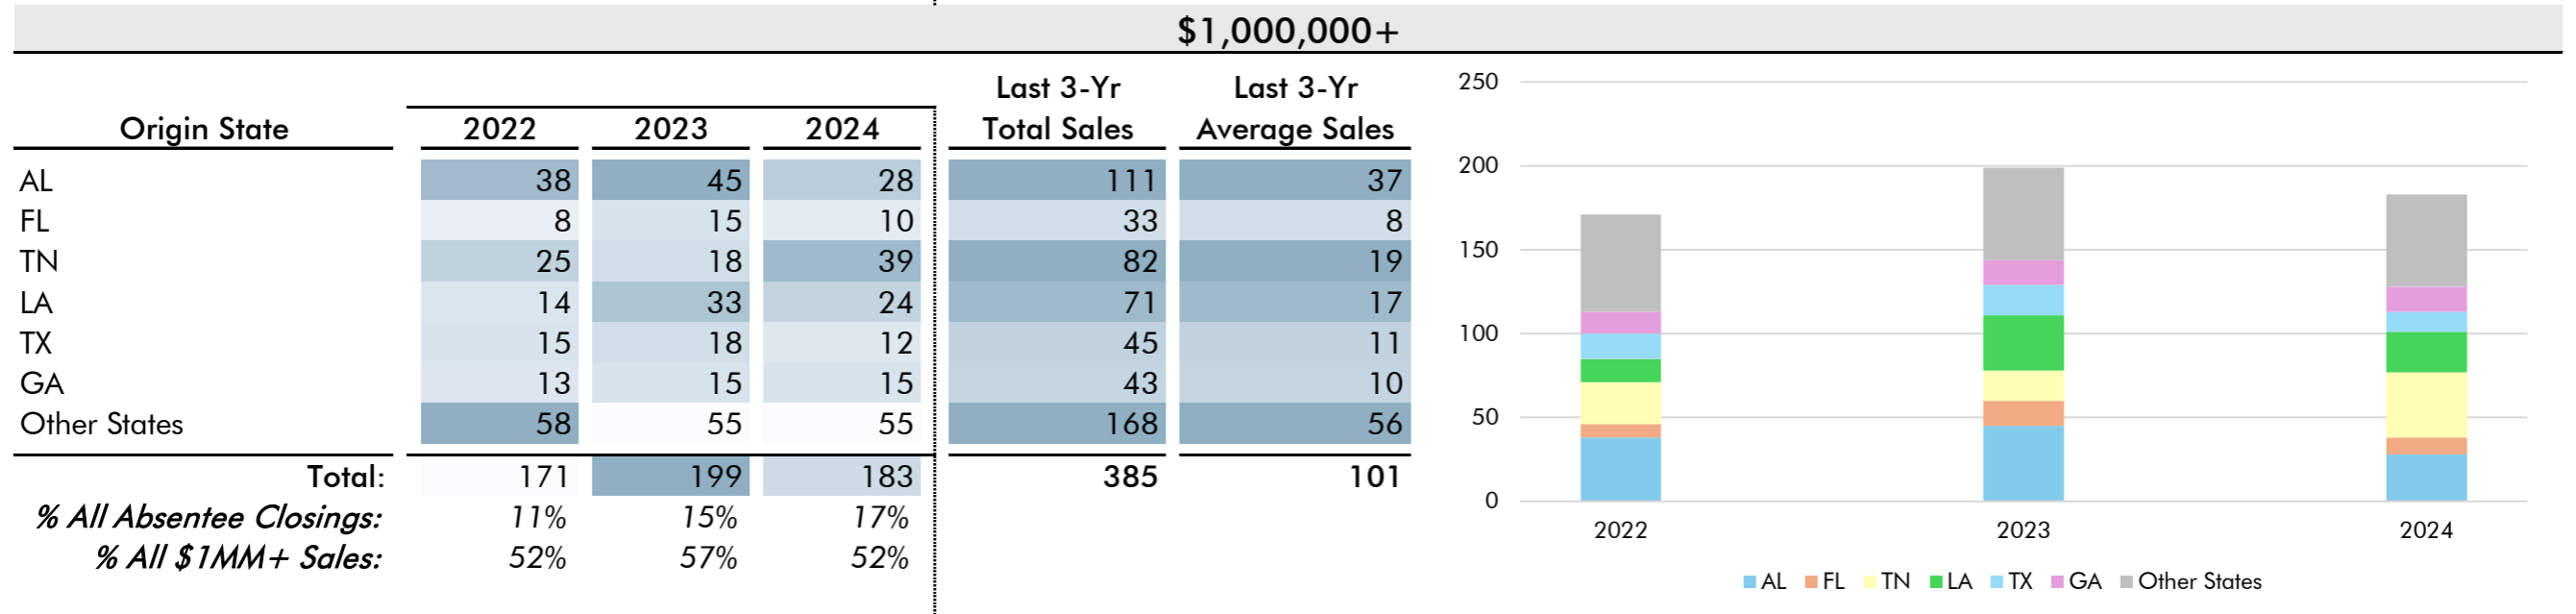 $1,000,000+
Last 3-Yr Last 3-Yr
Origin State 2022 2023 2024 Total Sales Average Sales
AL 38 45 28 111 37
FL 8 15 10 33 8
TN 25 18 39 82 19
LA 14 33 24 71 17
TX 15 18 12 45 11
GA 13 15 15 43 10
Other States 58 55 55 168 56
Total: 171 199 183 385 101
% All Absentee Closings: 11% 15% 17%
% All $1MM+ Sales: 52% 57% 52%
250
200
150
100
50
0
2022 2023 2024
AL FL TN LA TX GA Other States